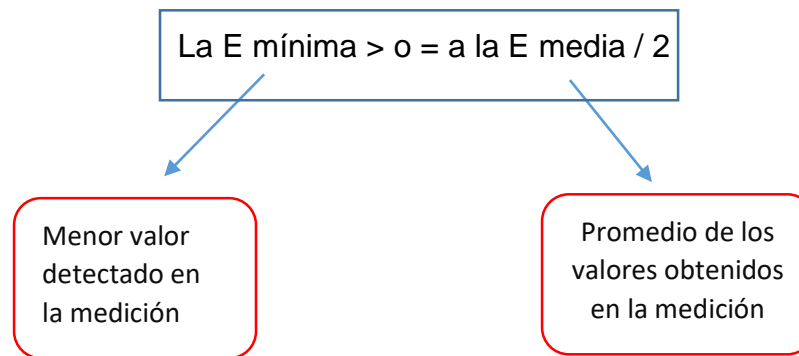 La E mínima > o = a la E media / 2
Menor valor
detectado en
la medición
Promedio de los
valores obtenidos
en la medición